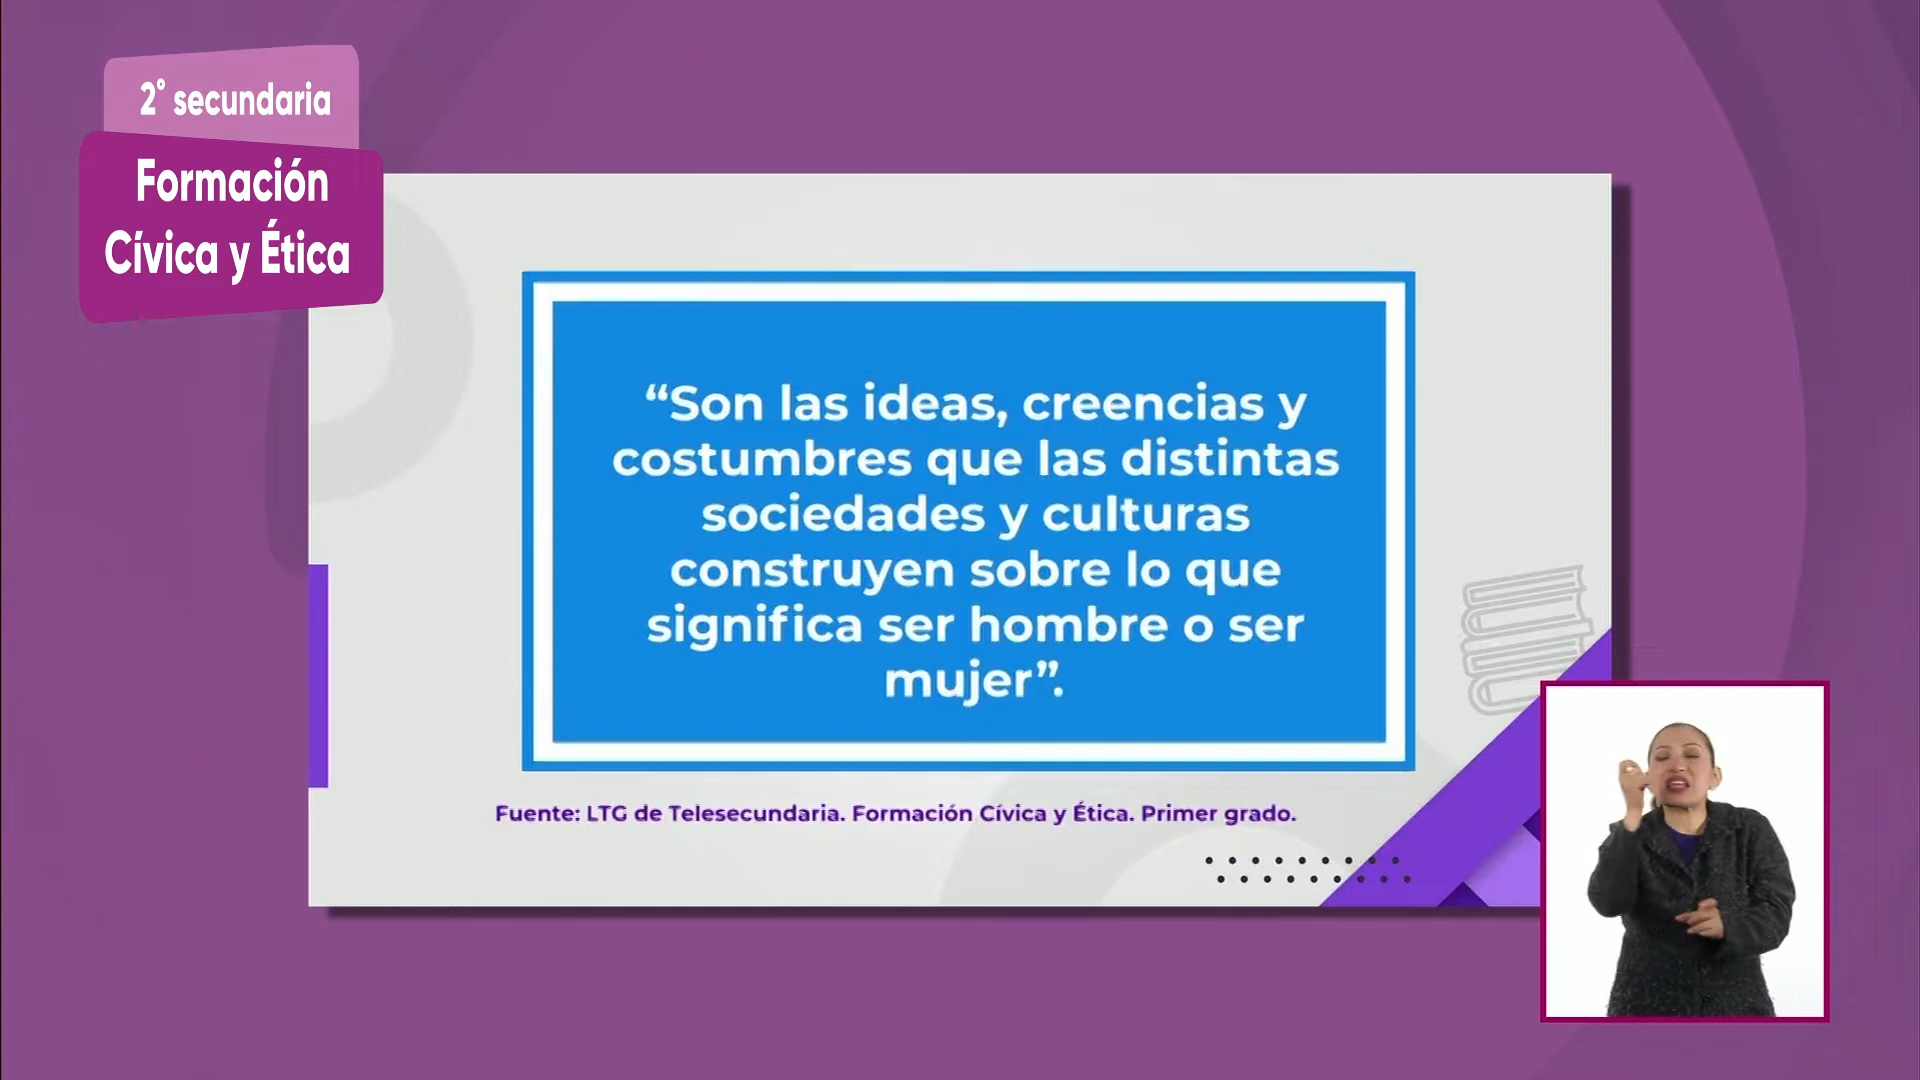 2° secundaria
Formación
Cívica y Ética
“Son las ideas, creencias y
costumbres que las distintas
sociedades y culturas
construyen sobre lo que
significa ser hombre o ser
mujer”.
Fuente: LTG de Telesecundaria. Formación Cívica y Ética. Primer grado.